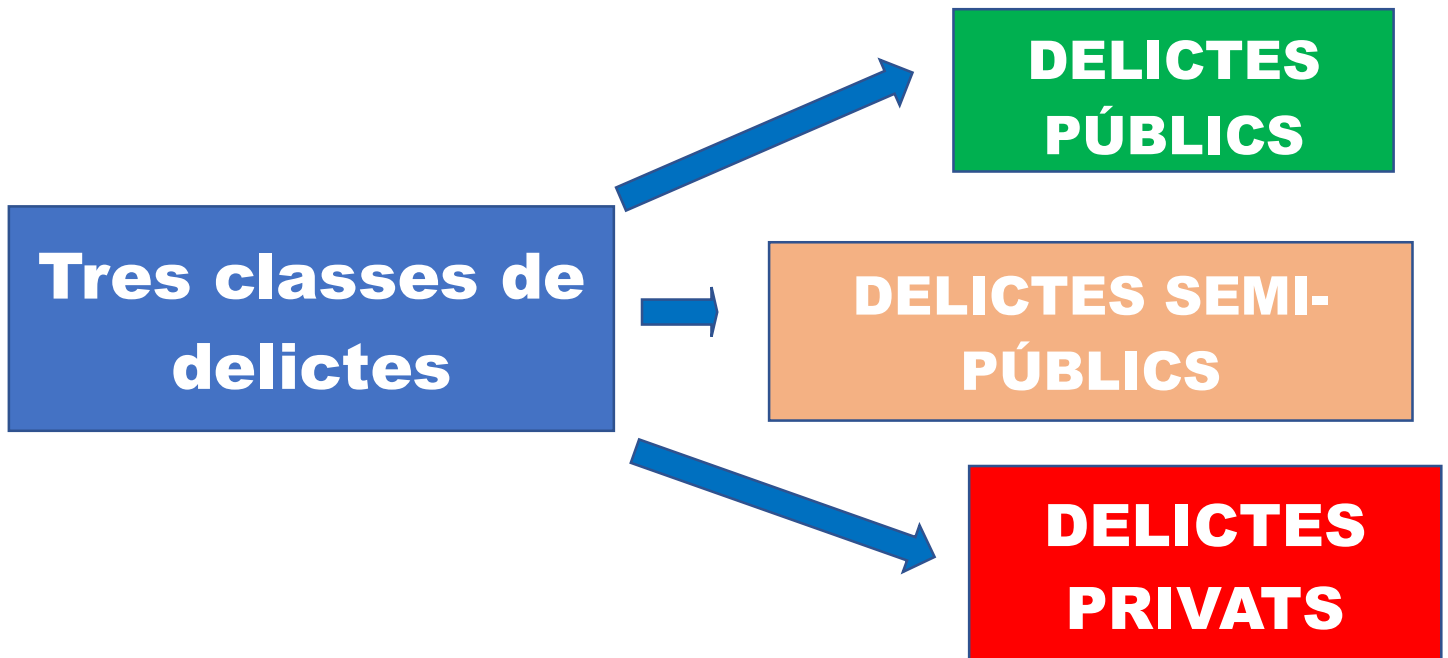 DELICTES
PÚBLICS
Tres classes de
delictes
DELICTES SEMI-
PÚBLICS
DELICTES
PRIVATS